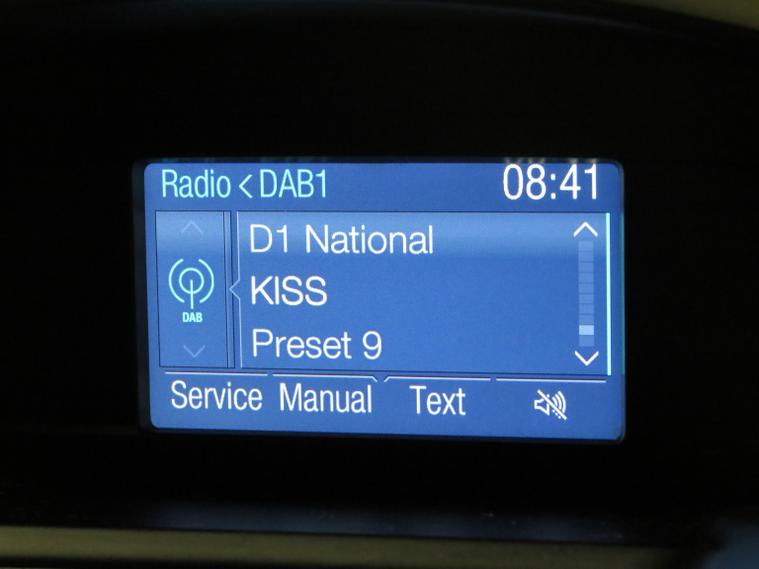 Radio < DAB1 08:41
D1 National
KISS
DAB
Preset 9
Service Manual Text